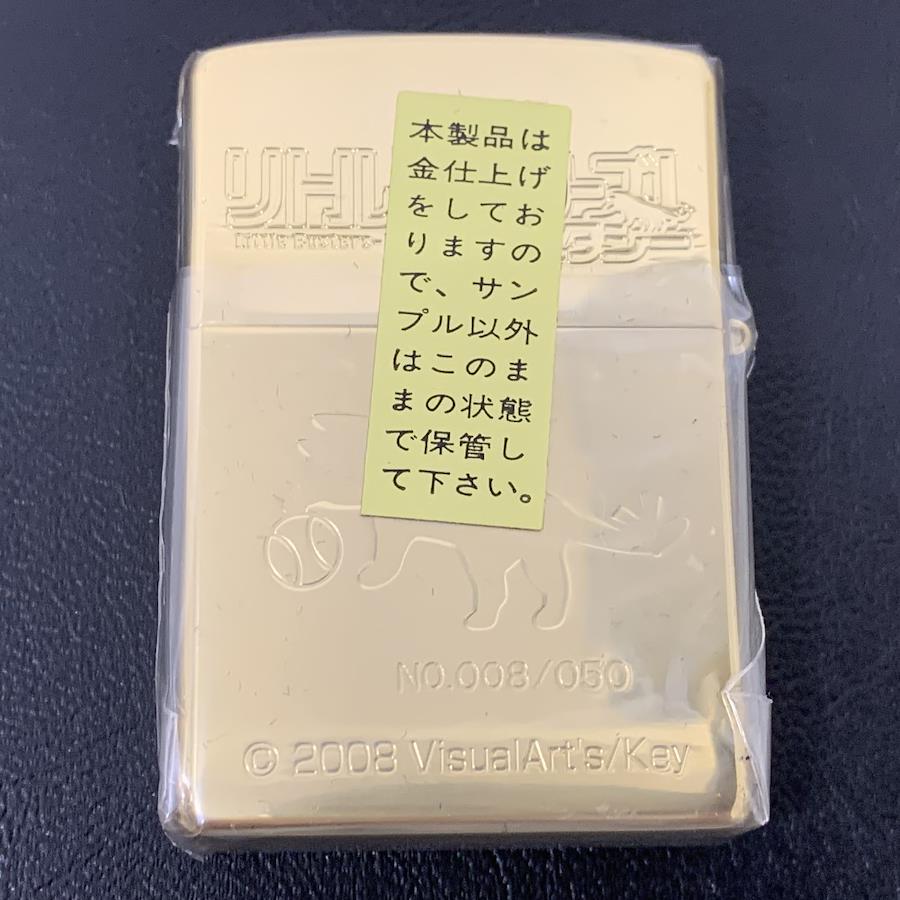 本製品は
金仕上げ
をしてお
りますの
で、サン
プル以外
はこのま
まの状態
で保管し
て下さい。
Little Busters-
NO.008/050
© 2008 VisualArt's/Key